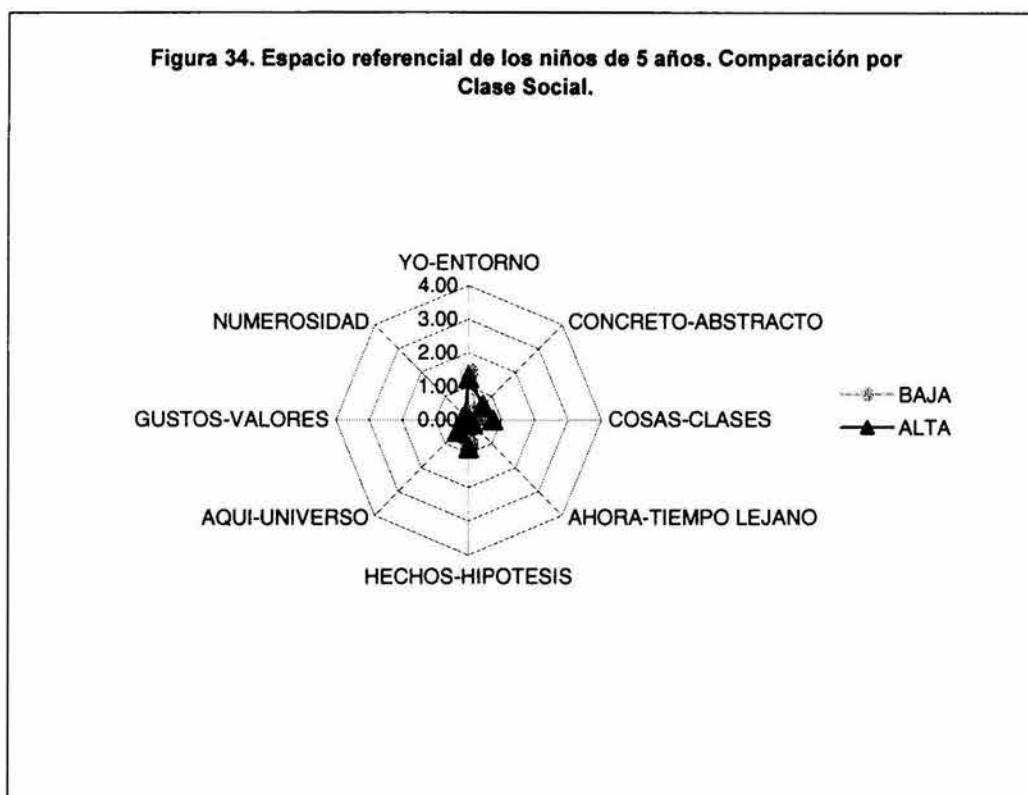 Figura 34. Espacio referencial de los niños de 5 años. Comparación por
Clase Social.
YO-ENTORNO
4.00
NUMEROSIDAD
3.00
CONCRETO-ABSTRACTO
2.00
1.00
GUSTOS-VALORES
0.00
COSAS-CLASES
BAJA
ALTA
AQUI-UNIVERSO
AHORA-TIEMPO LEJANO
HECHOS-HIPOTESIS